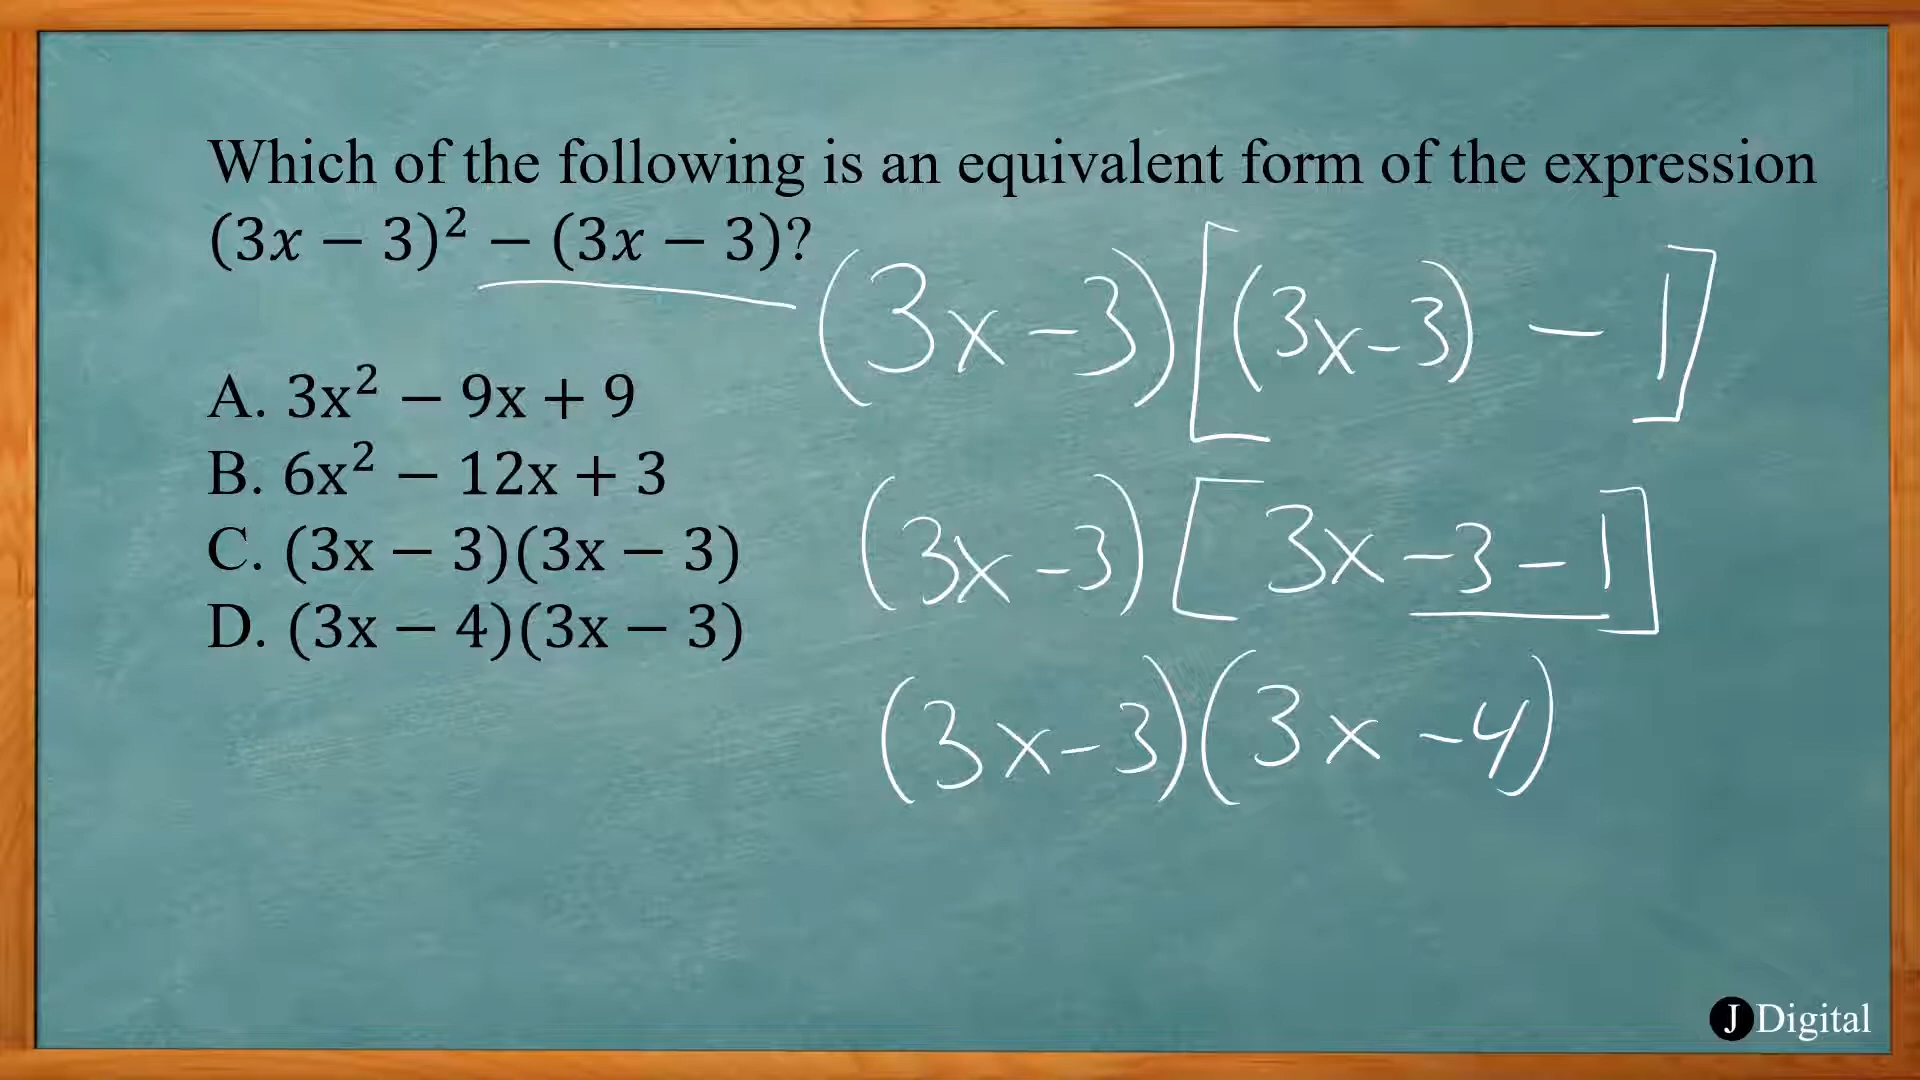 Which of the following is an equivalent form of the expression
(3x − 3)² − (3x − 3)?
(3x-3)[(3x-3) - 1]
A. 3x² − 9x + 9
B. 6x² − 12x + 3
C. (3x − 3)(3x − 3)
D. (3x − 4)(3x − 3)
(3x-3)[3x-3-1]
(3x-3)(3x-4)
J Digital